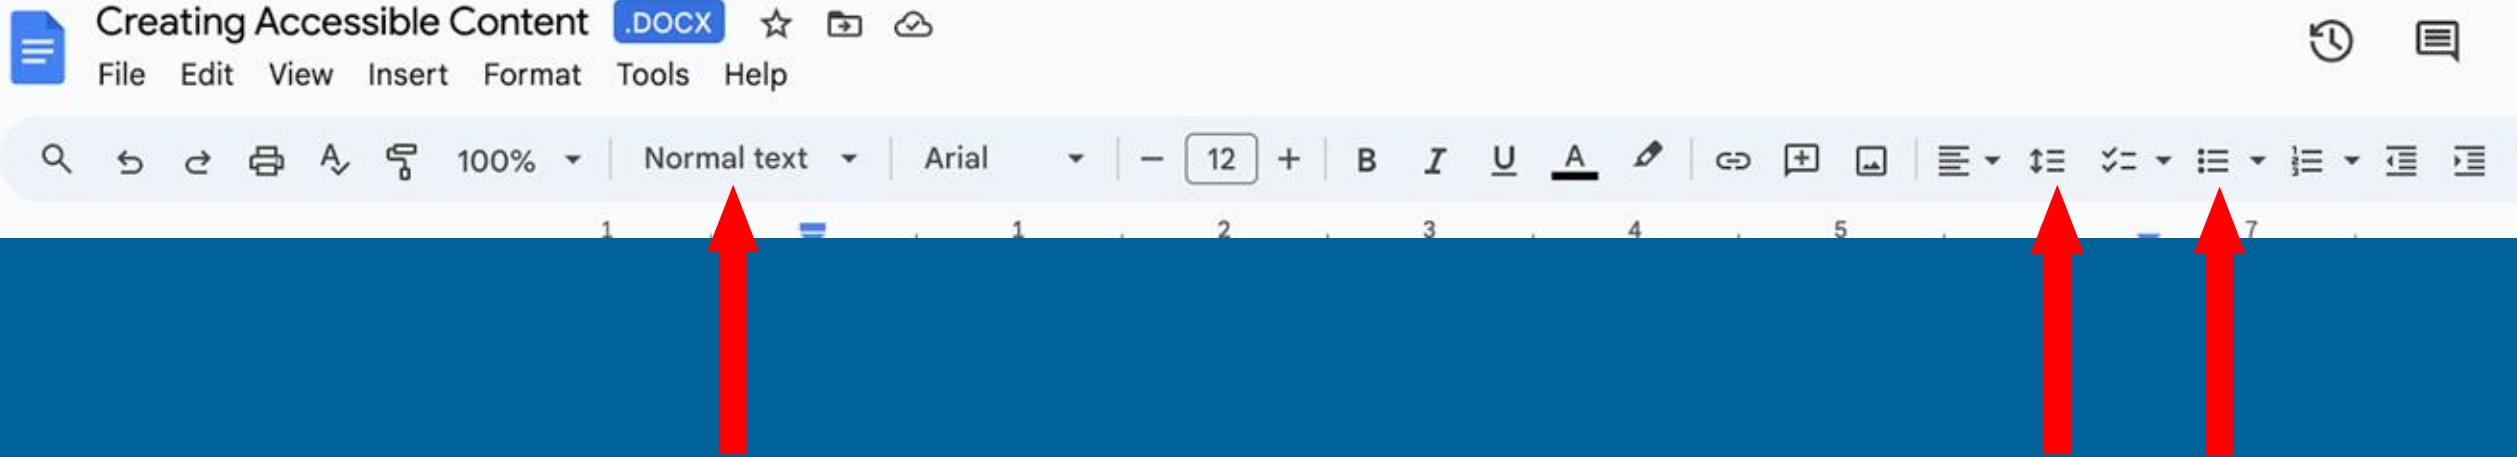 Creating Accessible Content .DOCX
File Edit View Insert Format Tools Help
100% Normal text Arial 12 B I U A
1 1 2 3 4 5 7